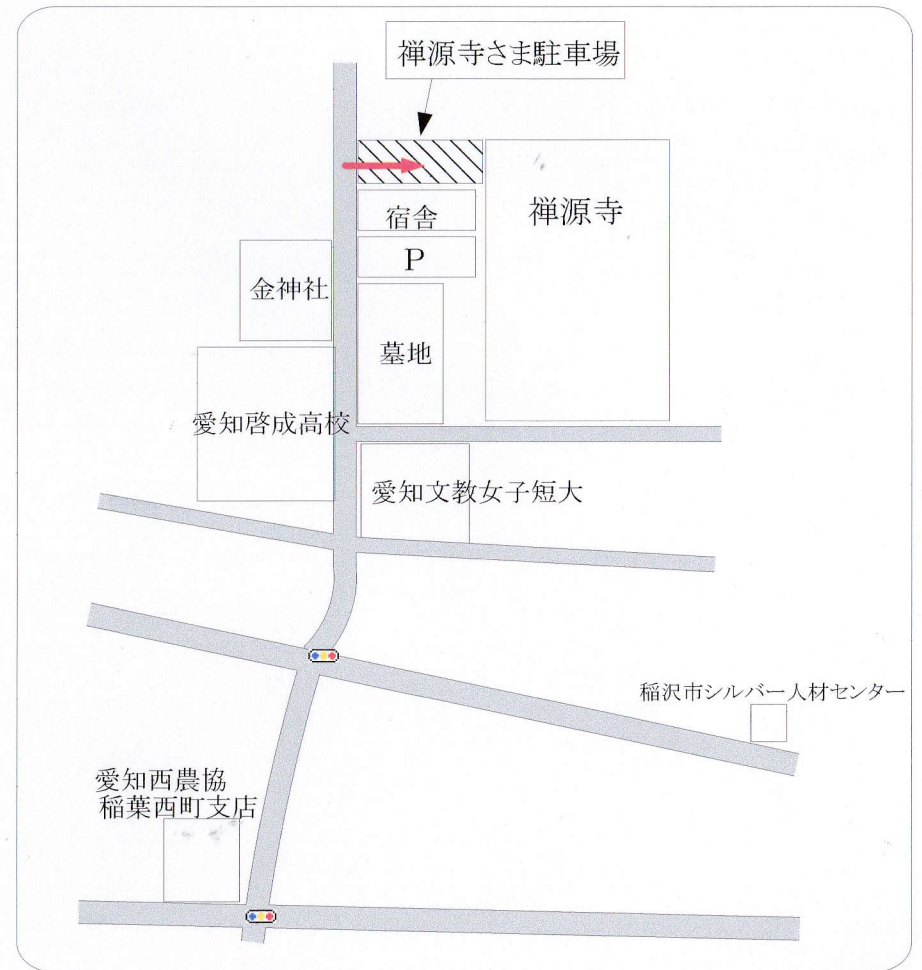 禅源寺さま駐車場
宿舎
禅源寺
P
金神社
墓地
愛知啓成高校
愛知文教女子短大
稲沢市シルバー人材センター
愛知西農協
稲葉西町支店